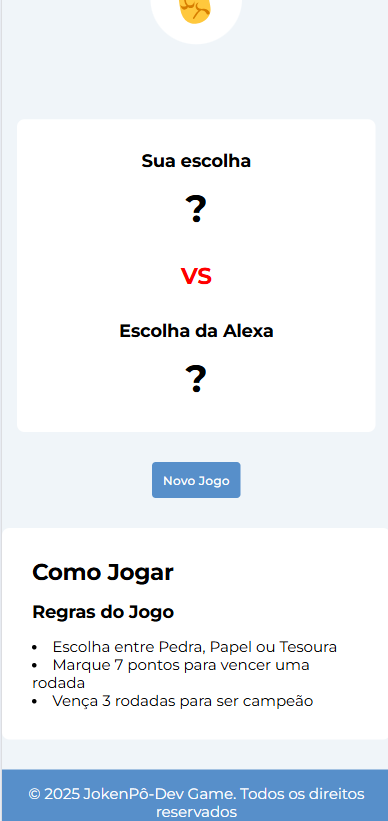 Sua escolha
?
VS
Escolha da Alexa
?
Novo Jogo
Como Jogar
Regras do Jogo
• Escolha entre Pedra, Papel ou Tesoura
• Marque 7 pontos para vencer uma
rodada
• Vença 3 rodadas para ser campeão
© 2025 JokenPô-Dev Game. Todos os direitos
reservados